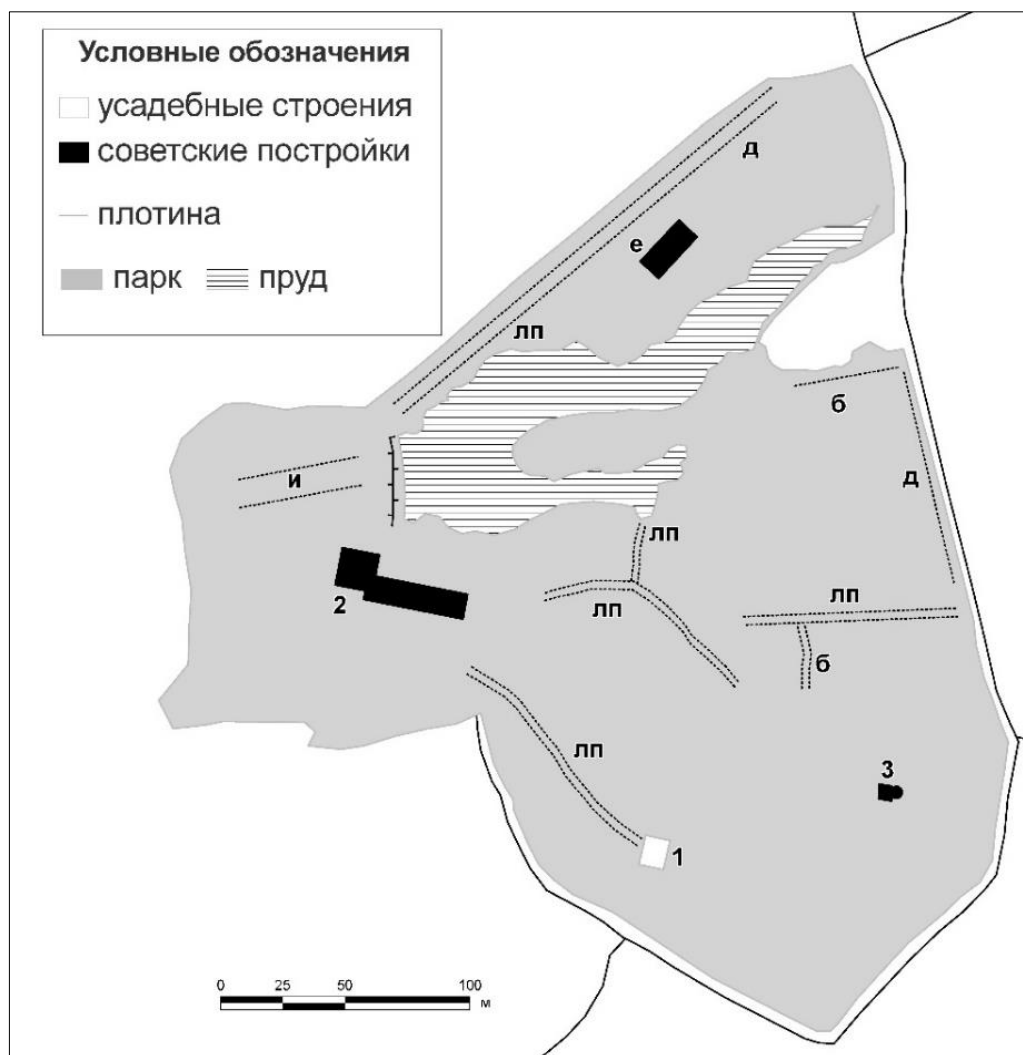 Условные обозначения
усадебные строения
советские постройки
плотина
парк
пруд
д
е
лп
б
и
д
лп
2
лп
лп
б
лп
3
1
0 25 50 100
м